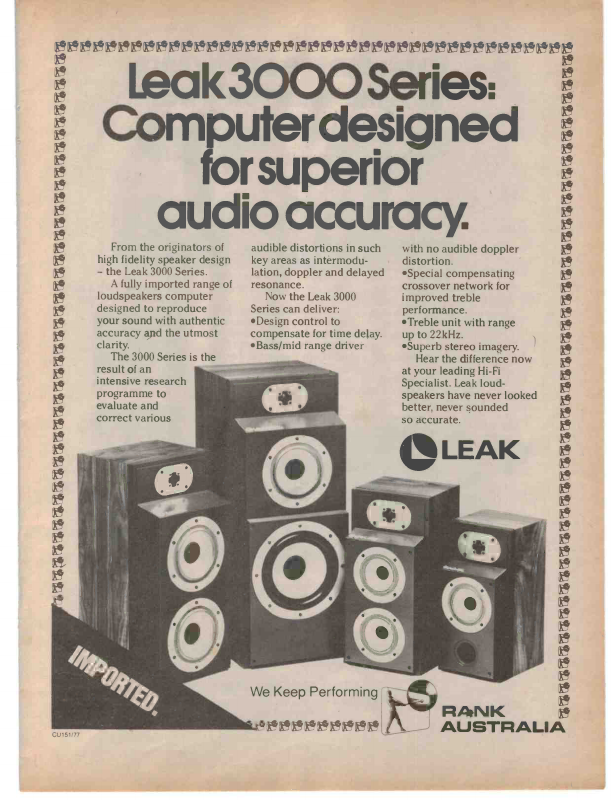 Leak 3000 Series:
Computer designed
for superior
audio accuracy.
From the originators of
high fidelity speaker design
– the Leak 3000 Series.
A fully imported range of
loudspeakers computer
designed to reproduce
your sound with authentic
accuracy and the utmost
clarity.
The 3000 Series is the
result of an
intensive research
programme to
evaluate and
correct various
audible distortions in such
key areas as intermodu-
lation, doppler and delayed
resonance.
Now the Leak 3000
Series can deliver:
•Design control to
compensate for time delay.
•Bass/mid range driver
with no audible doppler
distortion.
•Special compensating
crossover network for
improved treble
performance.
•Treble unit with range
up to 22kHz.
•Superb stereo imagery.
Hear the difference now
at your leading Hi-Fi
Specialist. Leak loud-
speakers have never looked
better, never sounded
so accurate.
LEAK
IMPORTED.
We Keep Performing
RANK
AUSTRALIA
CU151/77